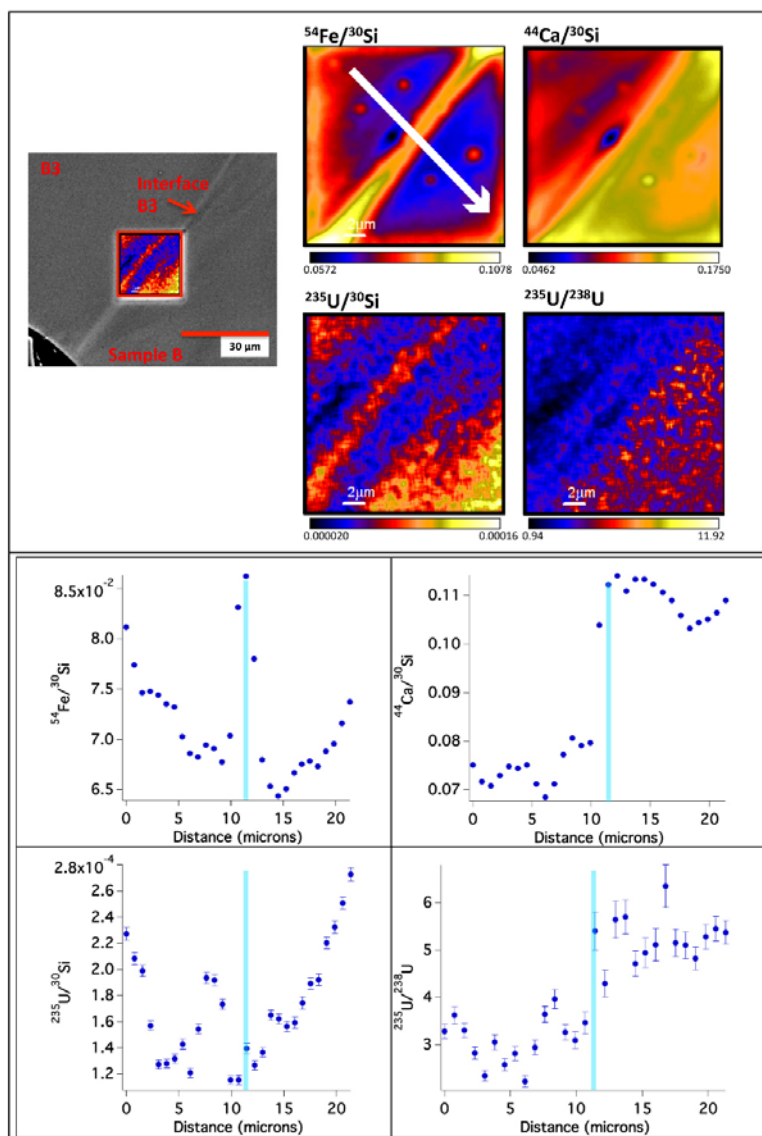 ⁵⁴Fe/³⁰Si
⁴⁴Ca/³⁰Si
B3
Interface
B3
Sample B
30 µm
2µm
0.0572 0.1078
0.0462 0.1750
²³⁵U/³⁰Si
²³⁵U/²³⁸U
2µm
2µm
0.000020 0.00016
0.94 11.92
8.5x10⁻²
8.0
7.5
7.0
6.5
⁵⁴Fe/³⁰Si
0 5 10 15 20
Distance (microns)
0.11
0.10
0.09
0.08
0.07
⁴⁴Ca/³⁰Si
0 5 10 15 20
Distance (microns)
2.8x10⁻⁴
2.6
2.4
2.2
2.0
1.8
1.6
1.4
1.2
²³⁵U/³⁰Si
0 5 10 15 20
Distance (microns)
6
5
4
3
²³⁵U/²³⁸U
0 5 10 15 20
Distance (microns)